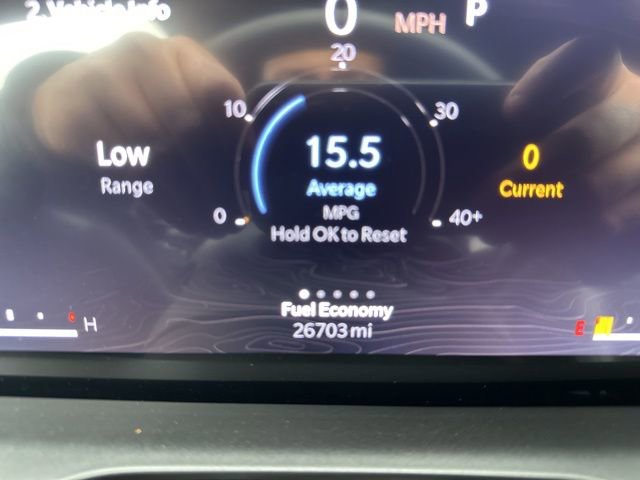 2. Vehicle Info
0 MPH P
20
10 30
Low
Range
15.5
Average
MPG
0
Current
0 40+
Hold OK to Reset
Fuel Economy
26703 mi
H E